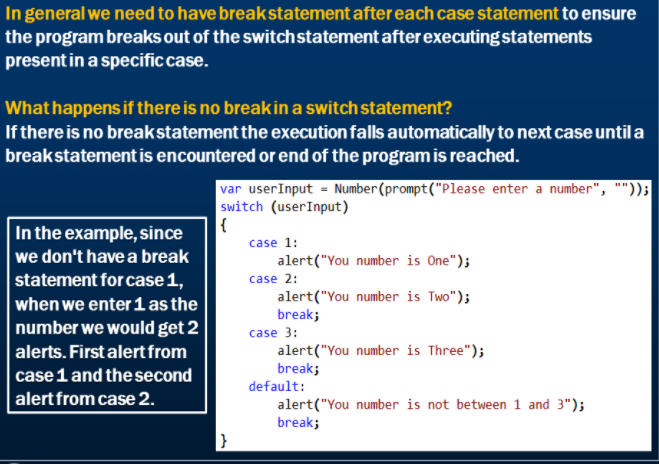 In general we need to have break statement after each case statement to ensure
the program breaks out of the switch statement after executing statements
present in a specific case.
What happens if there is no break in a switch statement?
If there is no break statement the execution falls automatically to next case until a
break statement is encountered or end of the program is reached.
In the example, since
we don't have a break
statement for case 1,
when we enter 1 as the
number we would get 2
alerts. First alert from
case 1 and the second
alert from case 2.
var userInput = Number(prompt("Please enter a number", ""));
switch (userInput)
{
    case 1:
        alert("You number is One");
    case 2:
        alert("You number is Two");
        break;
    case 3:
        alert("You number is Three");
        break;
    default:
        alert("You number is not between 1 and 3");
        break;
}